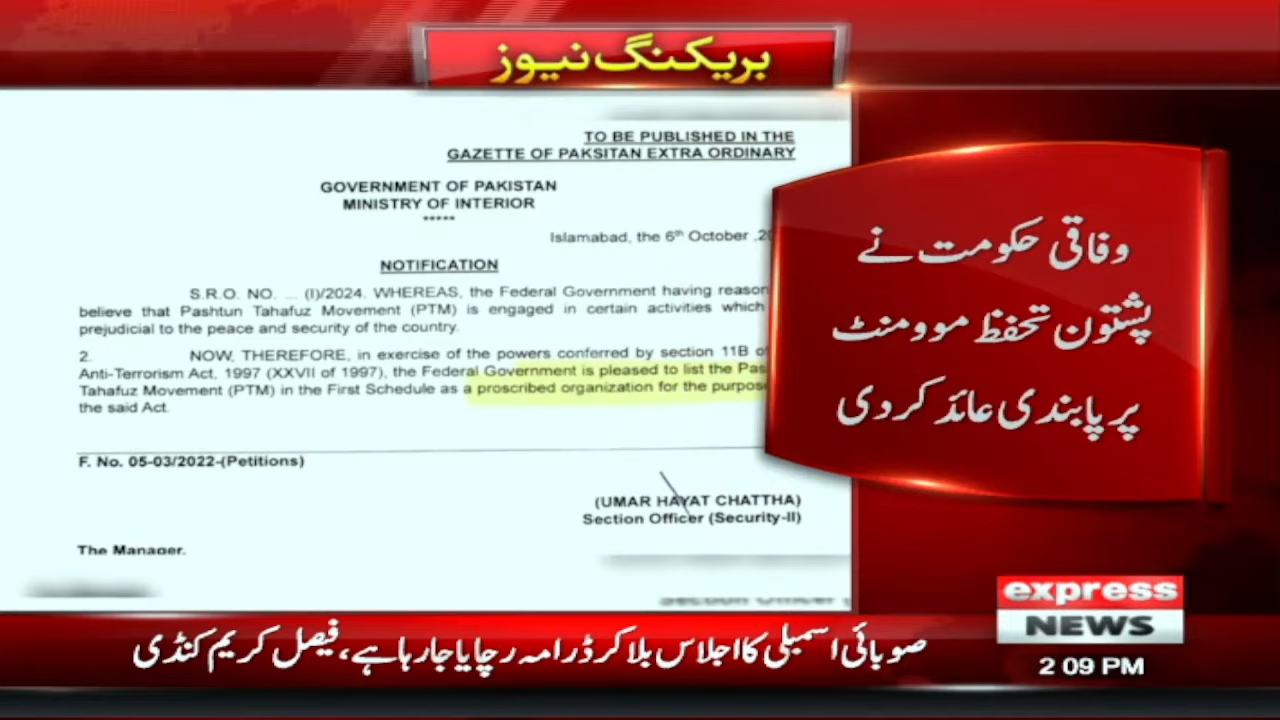 بریکنگ نیوز
TO BE PUBLISHED IN THE
GAZETTE OF PAKSITAN EXTRA ORDINARY
GOVERNMENT OF PAKISTAN
MINISTRY OF INTERIOR
*****
Islamabad, the 6th October ,20
NOTIFICATION
S.R.O. NO. ... (I)/2024. WHEREAS, the Federal Government having reason
believe that Pashtun Tahafuz Movement (PTM) is engaged in certain activities which
prejudicial to the peace and security of the country.
2. NOW, THEREFORE, in exercise of the powers conferred by section 11B of
Anti-Terrorism Act, 1997 (XXVII of 1997), the Federal Government is pleased to list the Pas
Tahafuz Movement (PTM) in the First Schedule as a proscribed organization for the purpose
the said Act.
F. No. 05-03/2022-(Petitions)
(UMAR HAYAT CHATTHA)
Section Officer (Security-II)
The Manager,
وفاقی حکومت نے
پشتون تحفظ موومنٹ
پر پابندی عائد کر دی
express
NEWS
2:09 PM
صوبائی اسمبلی کا اجلاس بلا کر ڈرامہ رچایا جارہا ہے، فیصل کریم کنڈی